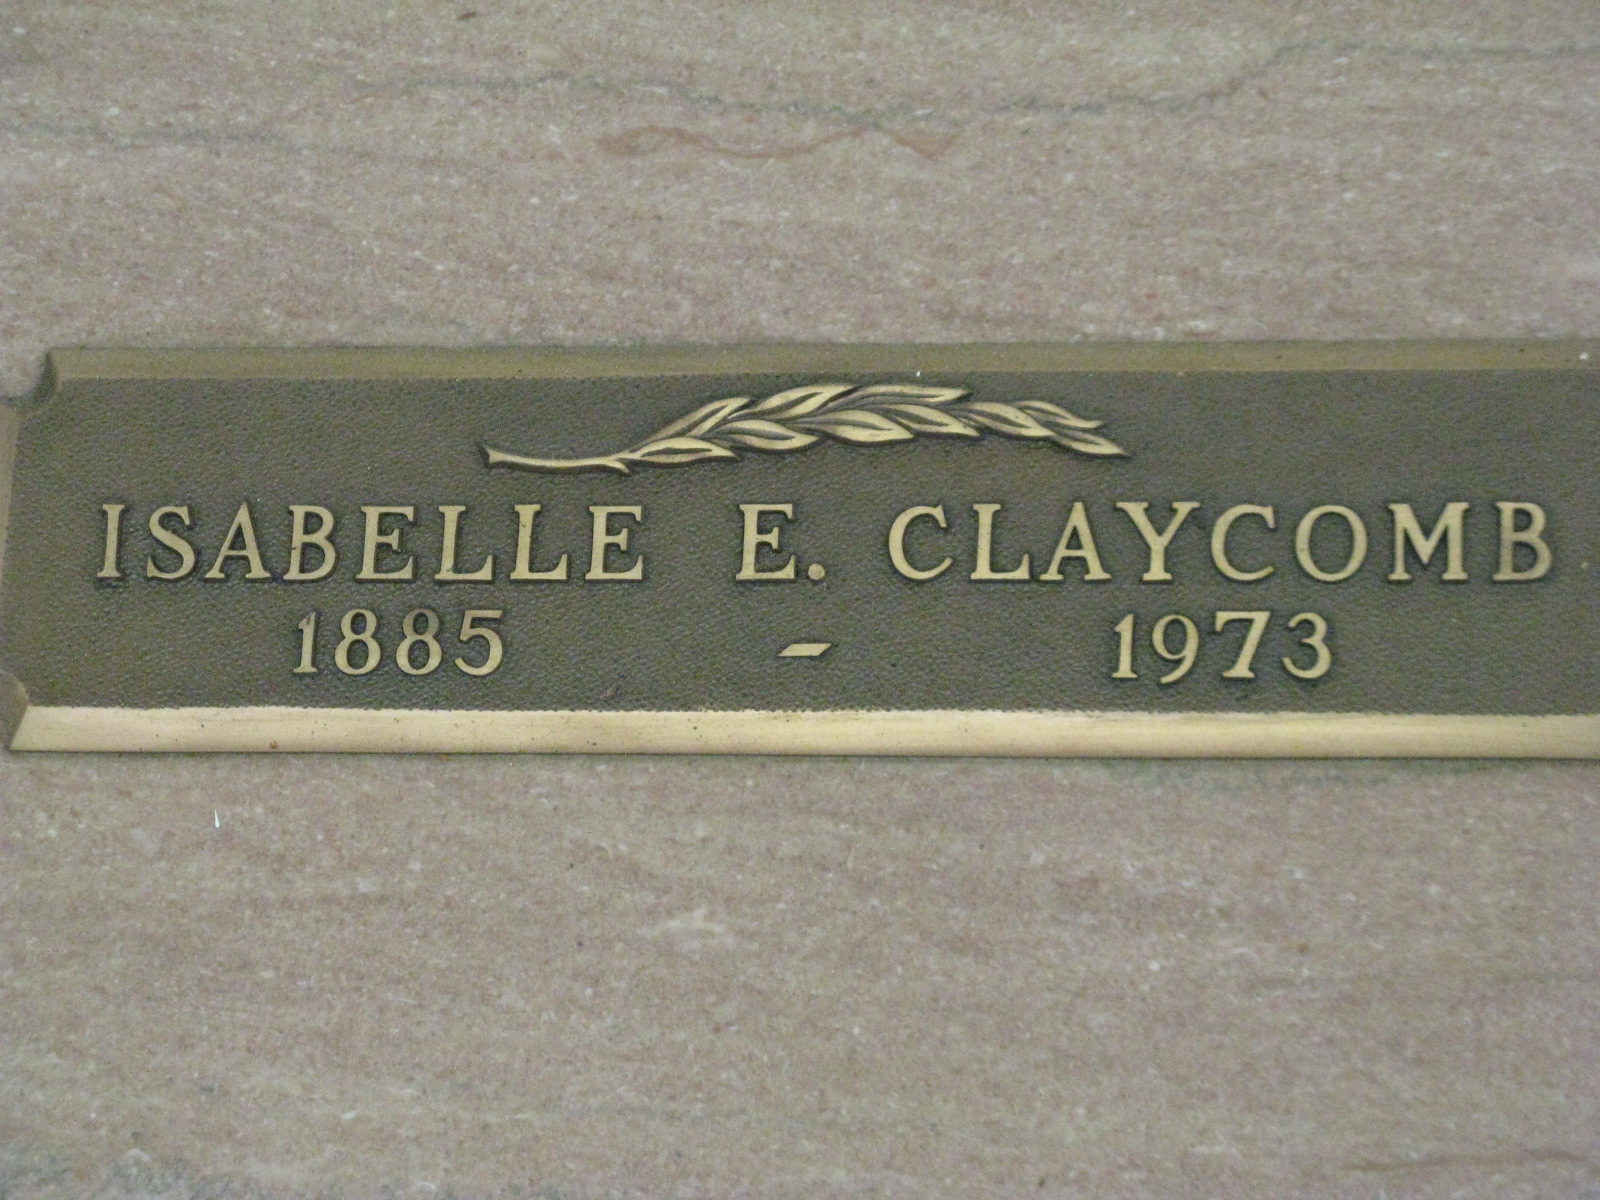 ISABELLE E. CLAYCOMB
1885 - 1973